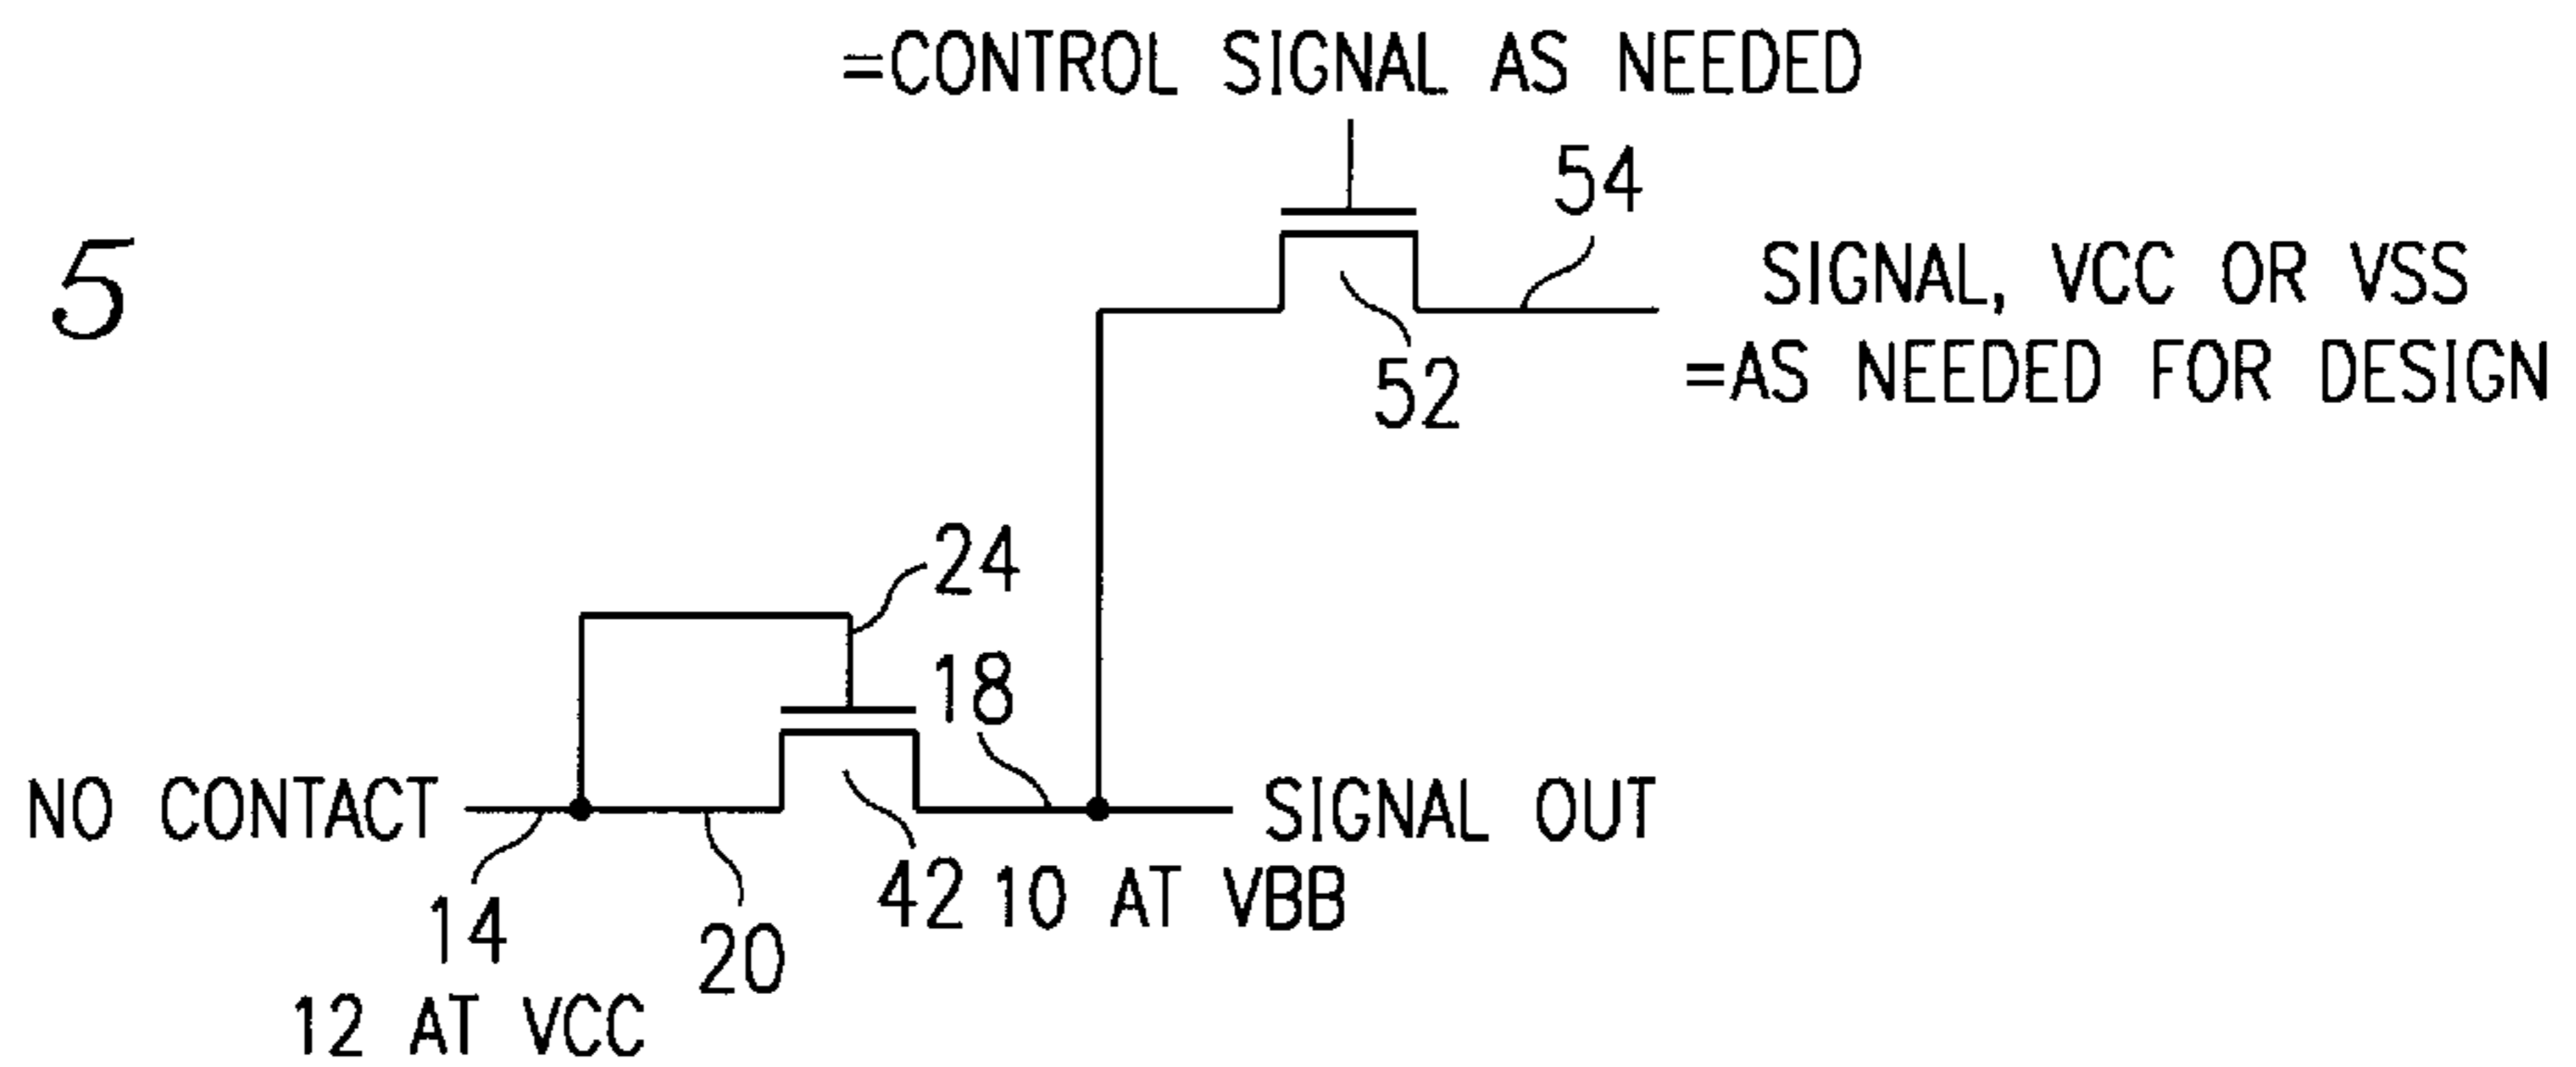 =CONTROL SIGNAL AS NEEDED
54
5
SIGNAL, VCC OR VSS
=AS NEEDED FOR DESIGN
52
24
18
NO CONTACT
SIGNAL OUT
42 10 AT VBB
14
20
12 AT VCC